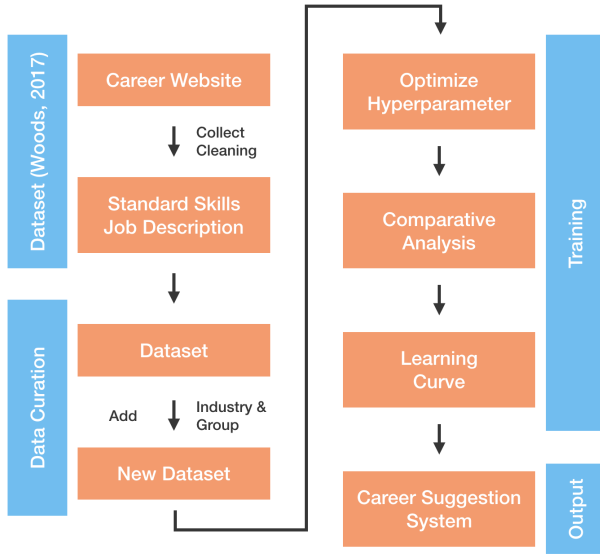 Dataset (Woods, 2017)
Career Website
Collect
Cleaning
Standard Skills
Job Description
Data Curation
Dataset
Add
Industry &
Group
New Dataset
Optimize
Hyperparameter
Comparative
Analysis
Learning
Curve
Training
Career Suggestion
System
Output